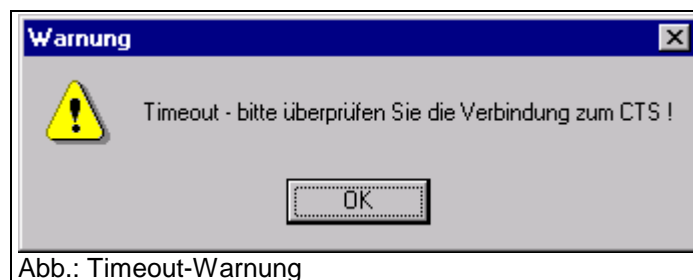 Warnung
Timeout - bitte überprüfen Sie die Verbindung zum CTS !
OK
Abb.: Timeout-Warnung